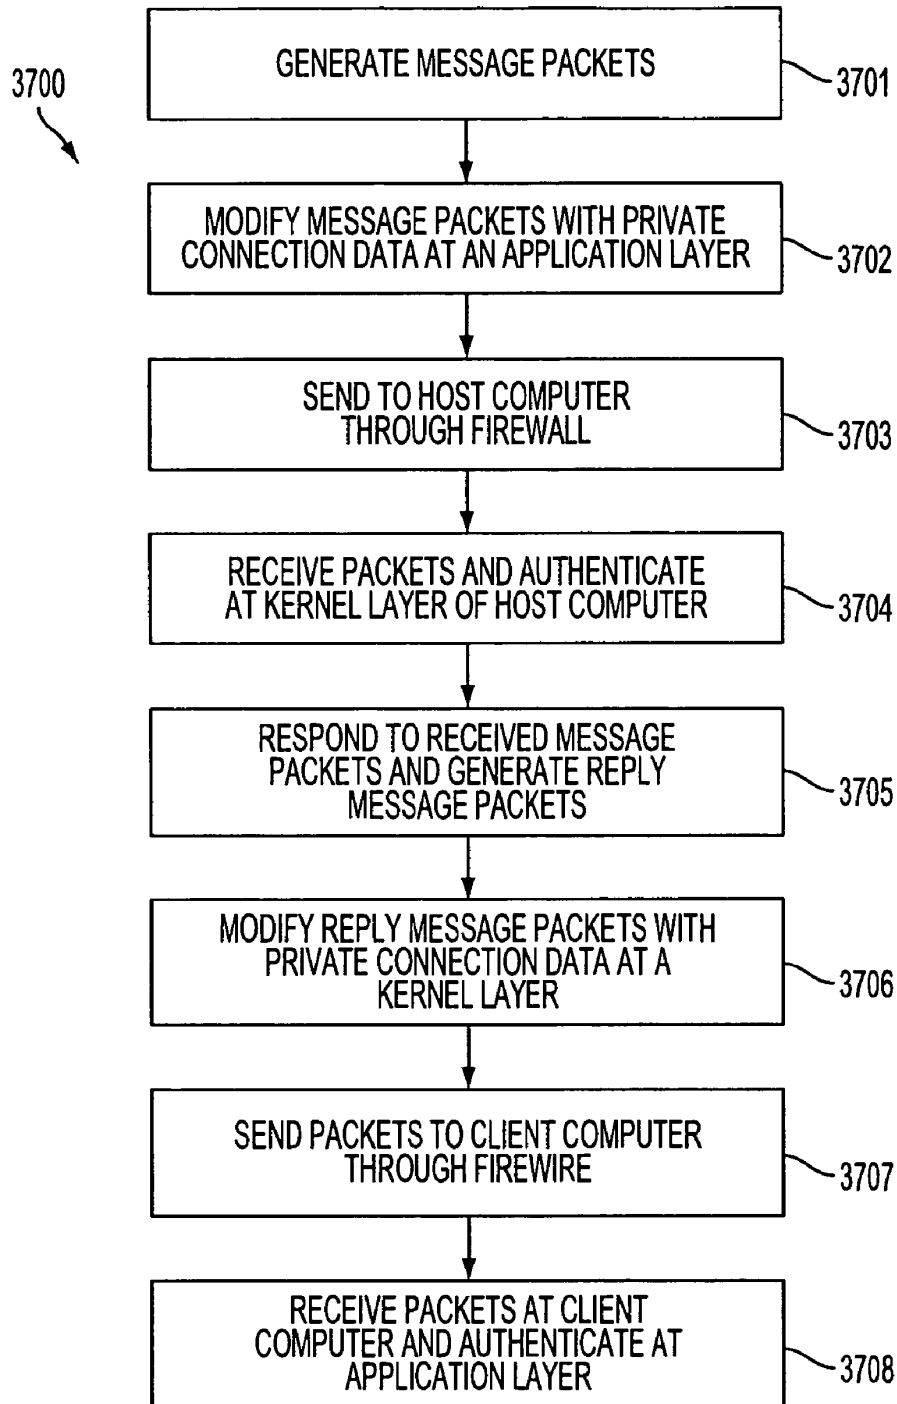 GENERATE MESSAGE PACKETS
3701
3700
MODIFY MESSAGE PACKETS WITH PRIVATE
CONNECTION DATA AT AN APPLICATION LAYER
3702
SEND TO HOST COMPUTER
THROUGH FIREWALL
3703
RECEIVE PACKETS AND AUTHENTICATE
AT KERNEL LAYER OF HOST COMPUTER
3704
RESPOND TO RECEIVED MESSAGE
PACKETS AND GENERATE REPLY
MESSAGE PACKETS
3705
MODIFY REPLY MESSAGE PACKETS WITH
PRIVATE CONNECTION DATA AT A
KERNEL LAYER
3706
SEND PACKETS TO CLIENT COMPUTER
THROUGH FIREWIRE
3707
RECEIVE PACKETS AT CLIENT
COMPUTER AND AUTHENTICATE AT
APPLICATION LAYER
3708